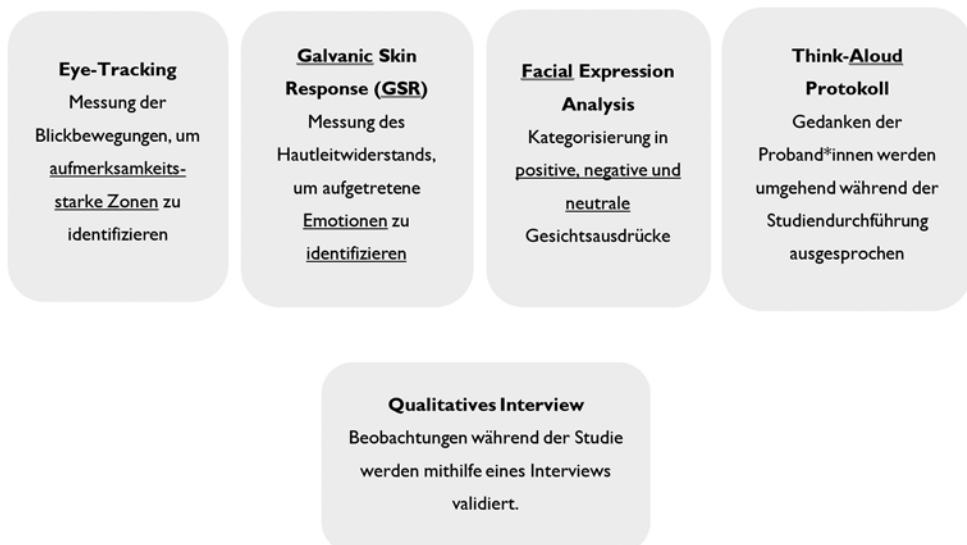 Eye-Tracking
Messung der
Blickbewegungen, um
aufmerksamkeits-
starke Zonen zu
identifizieren
Galvanic Skin
Response (GSR)
Messung des
Hautleitwiderstands,
um aufgetretene
Emotionen zu
identifizieren
Facial Expression
Analysis
Kategorisierung in
positive, negative und
neutrale
Gesichtsausdrücke
Think-Aloud
Protokoll
Gedanken der
Proband*innen werden
umgehend während der
Studiendurchführung
ausgesprochen
Qualitatives Interview
Beobachtungen während der Studie
werden mithilfe eines Interviews
validiert.